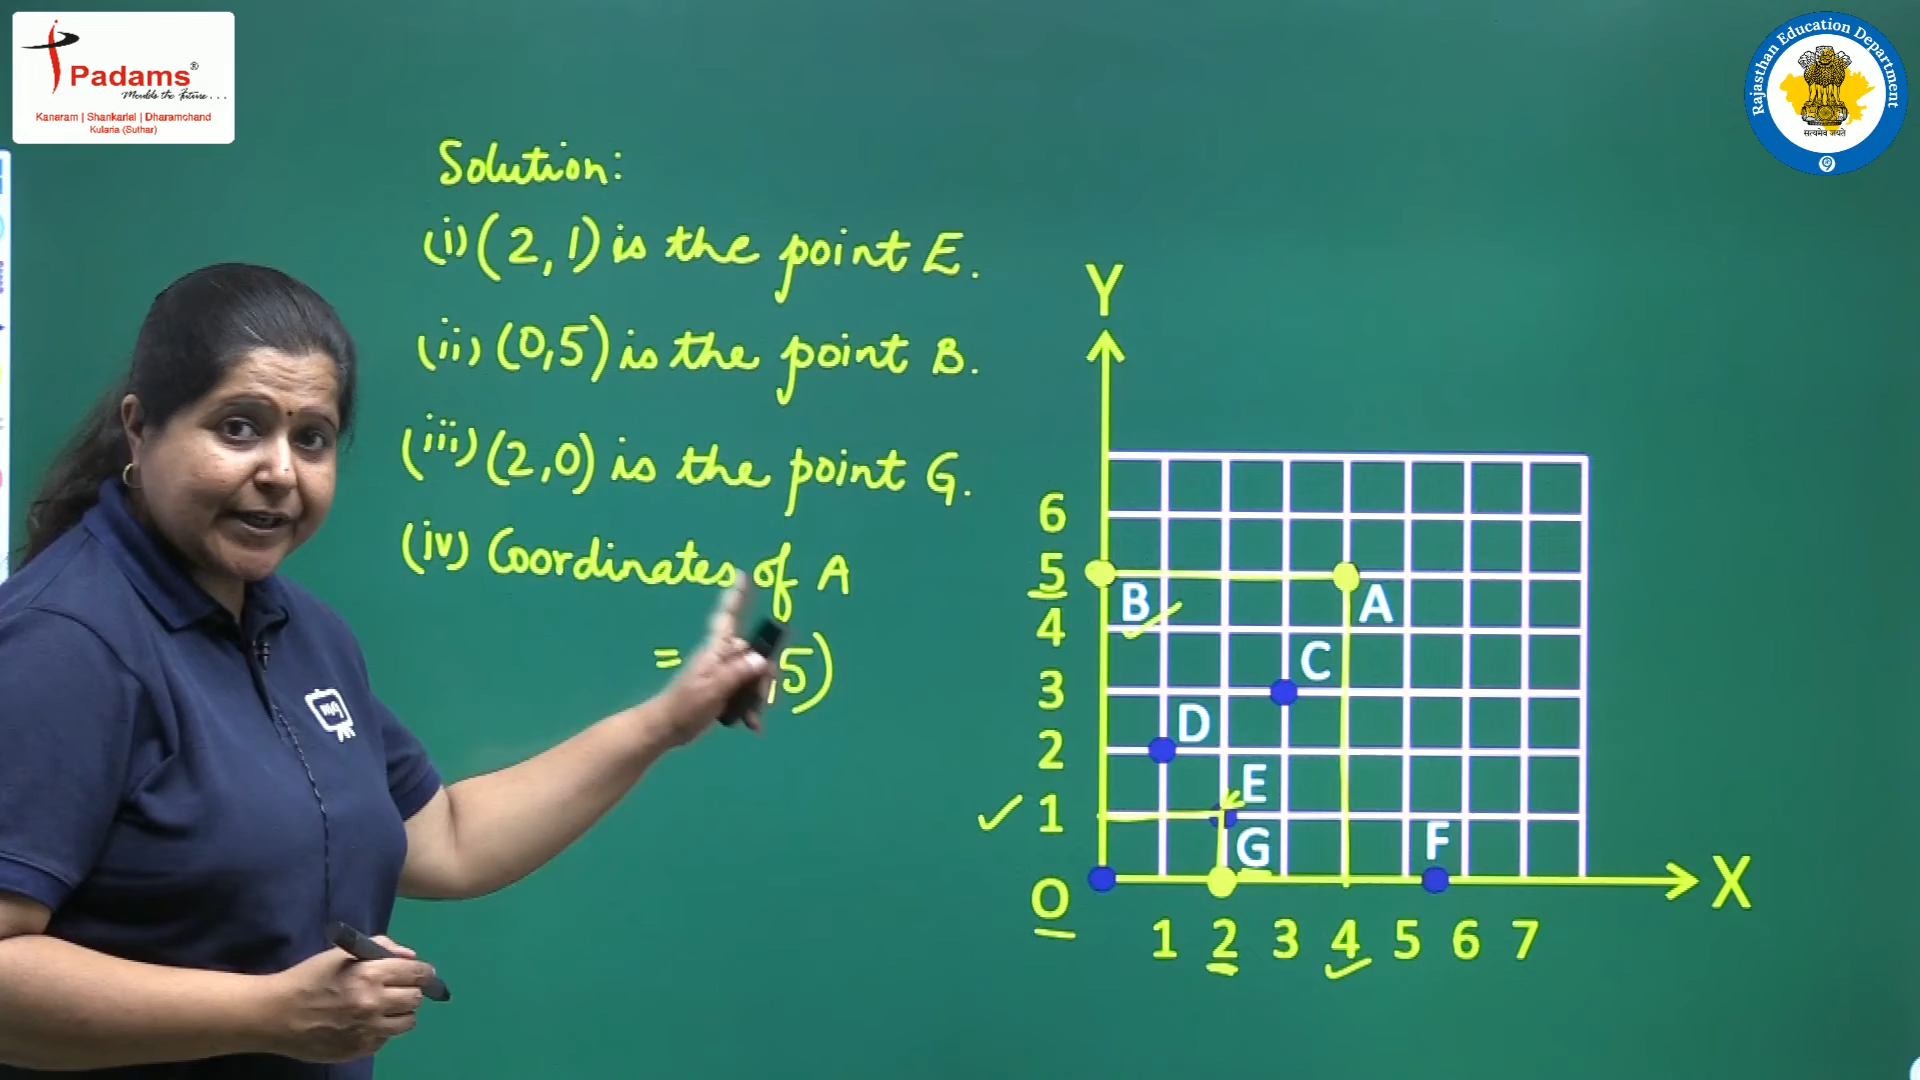 Padams®
Moulds the Future...
Kanaram | Shankarlal | Dharamchand
Kularia (Suthar)
Rajasthan Education Department
सत्यमेव जयते
Solution:
(i) (2, 1) is the point E.
(ii) (0,5) is the point B.
(iii) (2,0) is the point G.
(iv) Coordinates of A
= ,5)
Y
6
5
B
A
4
C
3
D
2
E
1
G
F
O
X
1 2 3 4 5 6 7